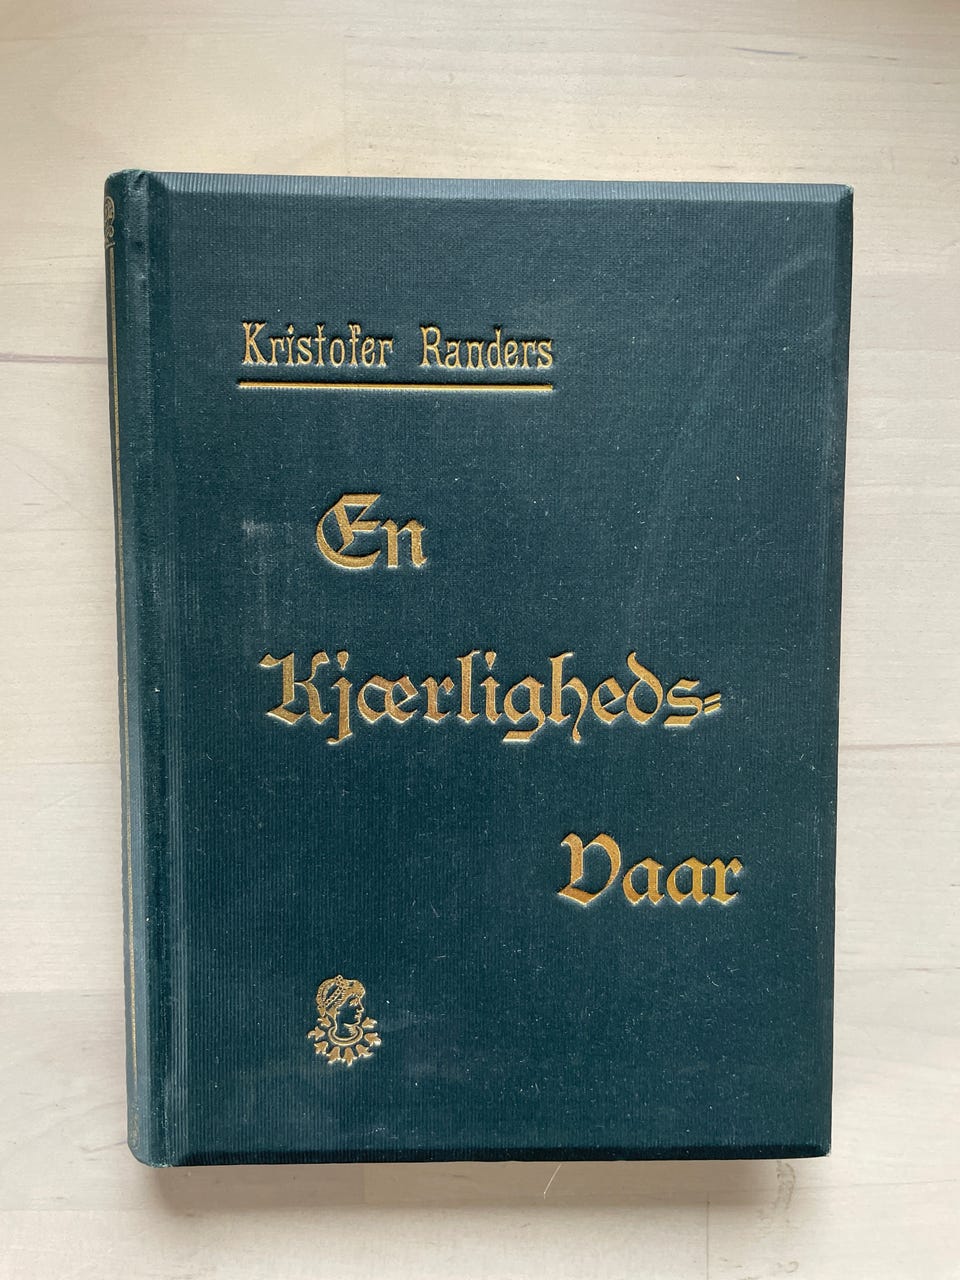 Kristofer Randers
En
Kjærligheds=
Vaar